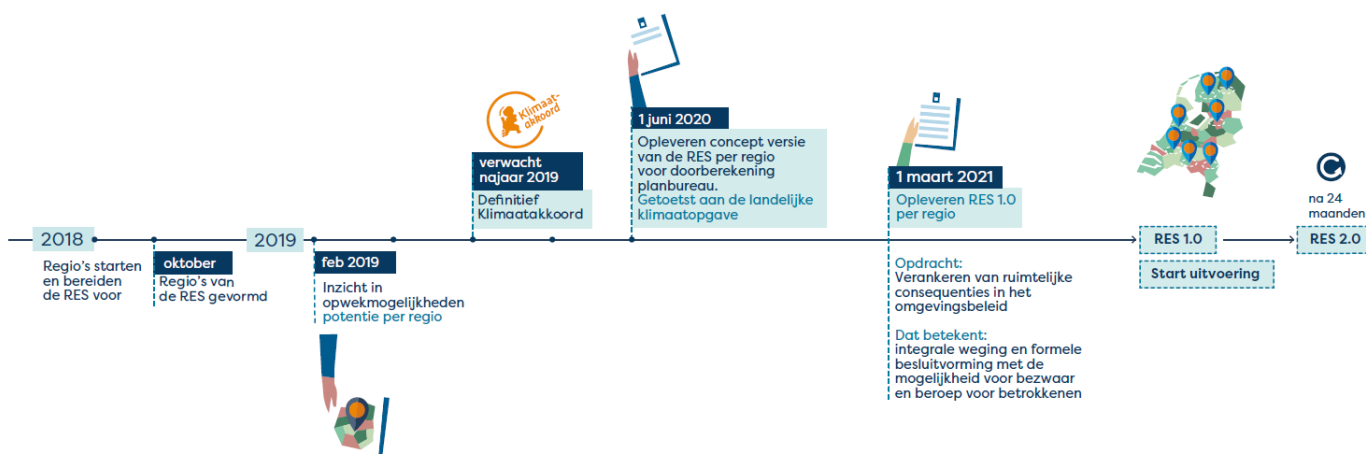 2018
Regio's starten
en bereiden
de RES voor
oktober
Regio's van
de RES gevormd
2019
feb 2019
Inzicht in
opwekmogelijkheden
potentie per regio
Klimaat-
akkoord
verwacht
najaar 2019
Definitief
Klimaatakkoord
1 juni 2020
Opleveren concept versie
van de RES per regio
voor doorberekening
planbureau.
Getoetst aan de landelijke
klimaatopgave
1 maart 2021
Opleveren RES 1.0
per regio
Opdracht:
Verankeren van ruimtelijke
consequenties in het
omgevingsbeleid
Dat betekent:
integrale weging en formele
besluitvorming met de
mogelijkheid voor bezwaar
en beroep voor betrokkenen
RES 1.0
Start uitvoering
na 24
maanden
RES 2.0